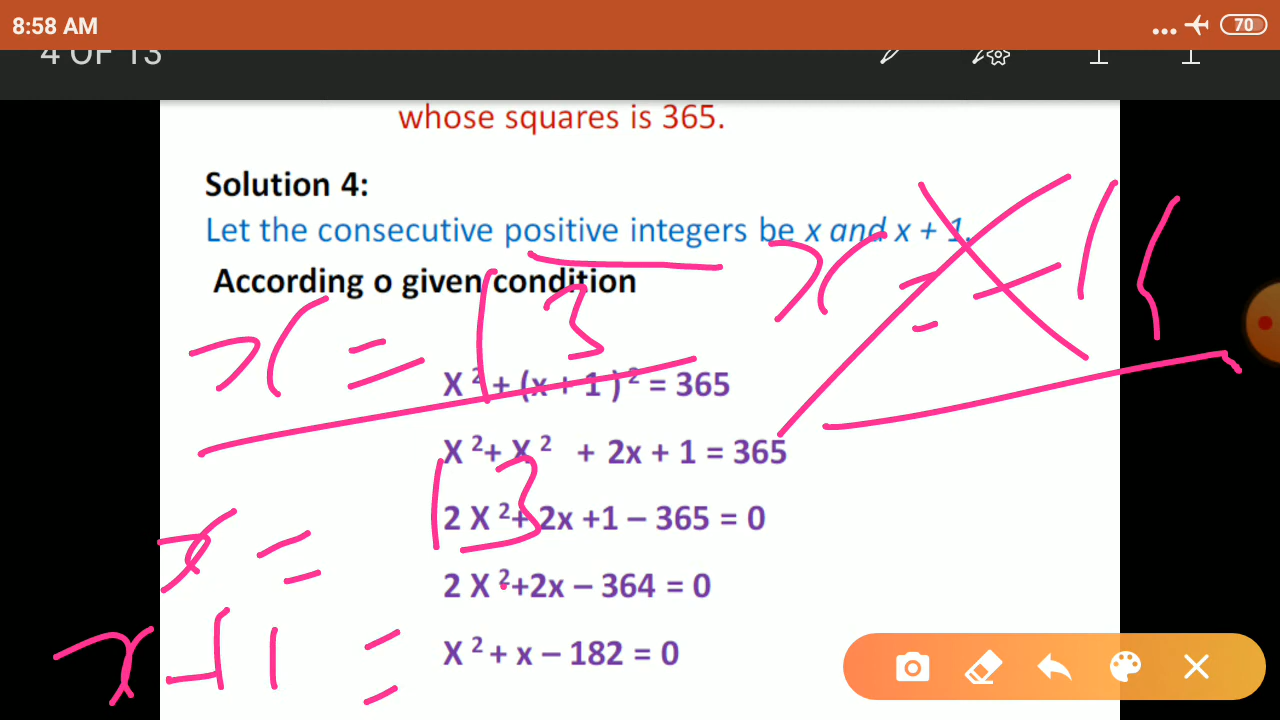 8:58 AM
70
4 OF 13
whose squares is 365.
Solution 4:
Let the consecutive positive integers be x and x + 1.
According o given condition
x = 13
x = -14
X ² + (x + 1 )² = 365
X ²+ X ² + 2x + 1 = 365
2 X ²+ 2x +1 – 365 = 0
x = 13
2 X ²+2x – 364 = 0
x+1 =
X ² + x – 182 = 0